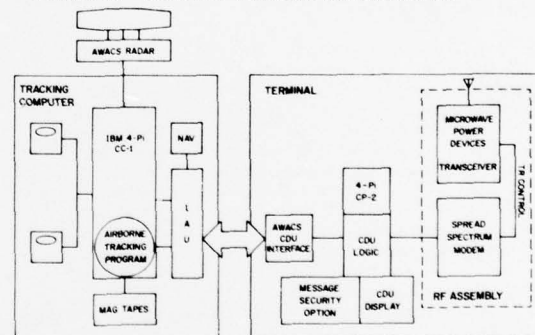 AWACS RADAR
TRACKING
COMPUTER
IBM 4-Pi
CC-1
NAV
I A U
AIRBORNE
TRACKING
PROGRAM
MAG TAPES
TERMINAL
4-Pi
CP-2
AWACS
CDU
INTERFACE
CDU
LOGIC
MESSAGE
SECURITY
OPTION
CDU
DISPLAY
MICROWAVE
POWER
DEVICES
TRANSCEIVER
TR CONTROL
SPREAD
SPECTRUM
MODEM
RF ASSEMBLY